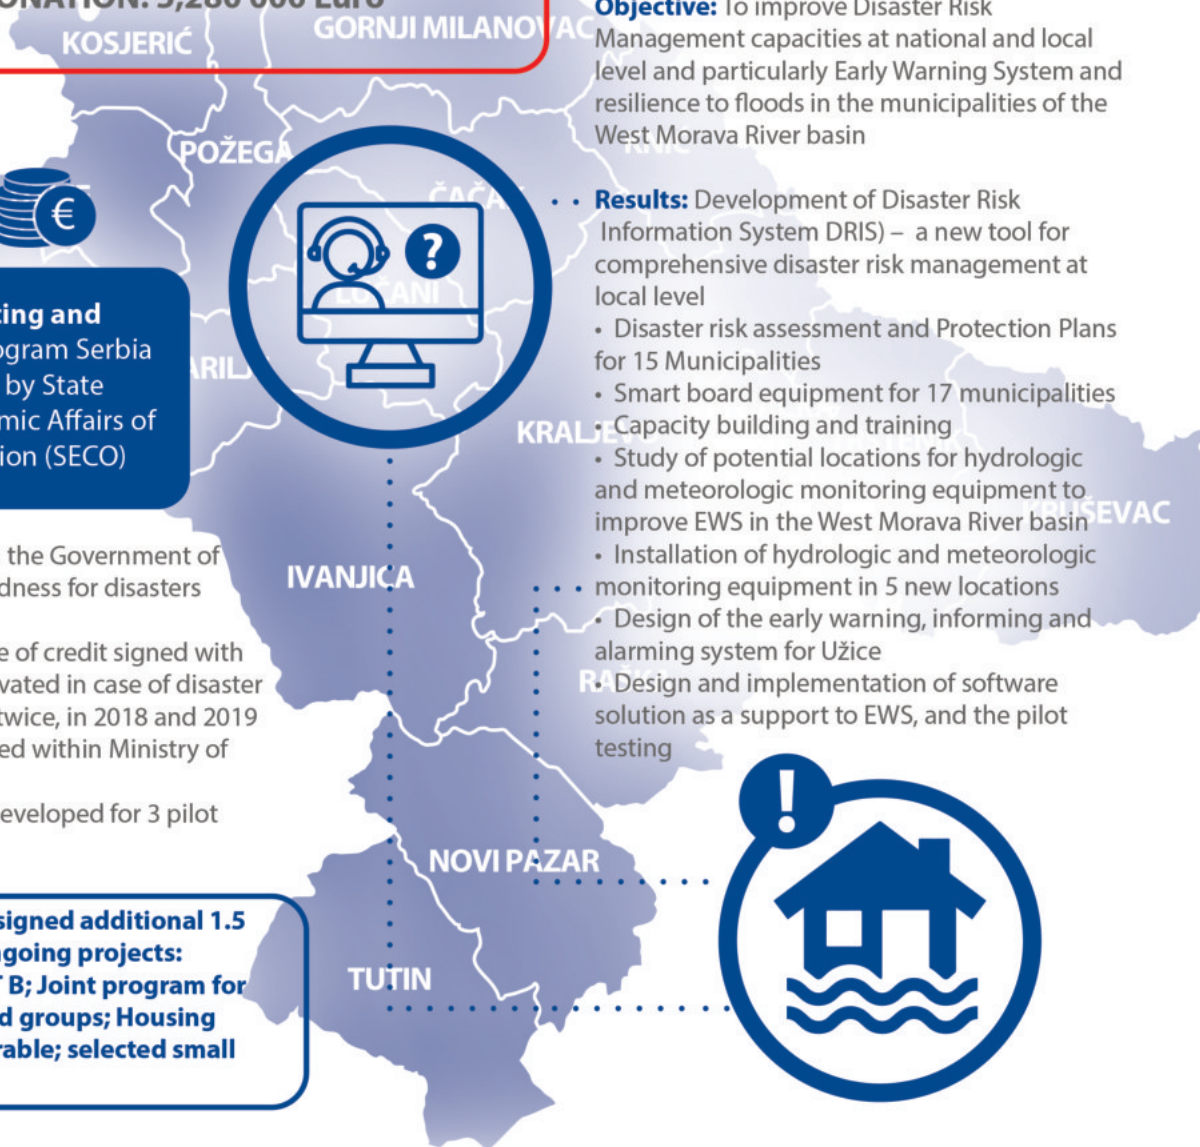 5,280 000 Euro
KOSJERIĆ
GORNJI MILANOVAC
POŽEGA
ČAČAK
LUČANI
€
?
ting and
ogram Serbia
by State
mic Affairs of
ion (SECO)
KRALJEVO
KRUŠEVAC
IVANJICA
the Government of
dness for disasters
e of credit signed with
vated in case of disaster
twice, in 2018 and 2019
ed within Ministry of
eveloped for 3 pilot
NOVI PAZAR
TUTIN
signed additional 1.5
going projects:
T B; Joint program for
d groups; Housing
rable; selected small
Objective: To improve Disaster Risk
Management capacities at national and local
level and particularly Early Warning System and
resilience to floods in the municipalities of the
West Morava River basin
Results: Development of Disaster Risk
Information System DRIS) – a new tool for
comprehensive disaster risk management at
local level
• Disaster risk assessment and Protection Plans
for 15 Municipalities
• Smart board equipment for 17 municipalities
• Capacity building and training
• Study of potential locations for hydrologic
and meteorologic monitoring equipment to
improve EWS in the West Morava River basin
• Installation of hydrologic and meteorologic
monitoring equipment in 5 new locations
• Design of the early warning, informing and
alarming system for Užice
• Design and implementation of software
solution as a support to EWS, and the pilot
testing
!